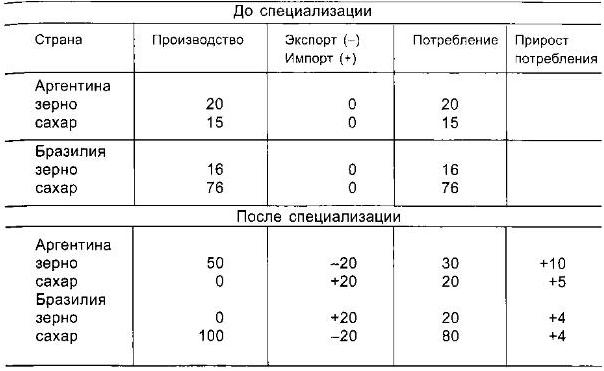 До специализации
Страна Производство Экспорт (–) Потребление Прирост
Импорт (+) потребления
Аргентина
зерно 20 0 20
сахар 15 0 15
Бразилия
зерно 16 0 16
сахар 76 0 76
После специализации
Аргентина
зерно 50 –20 30 +10
сахар 0 +20 20 +5
Бразилия
зерно 0 +20 20 +4
сахар 100 –20 80 +4